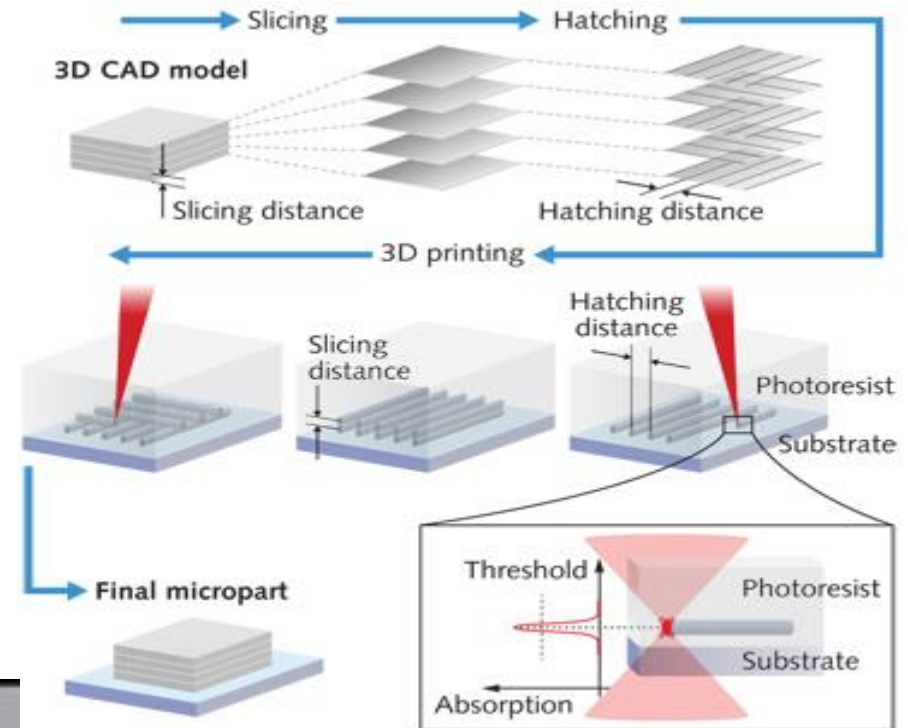 Slicing
Hatching
3D CAD model
Slicing distance
Hatching distance
3D printing
Slicing
distance
Hatching
distance
Photoresist
Substrate
Final micropart
Threshold
Photoresist
Substrate
Absorption